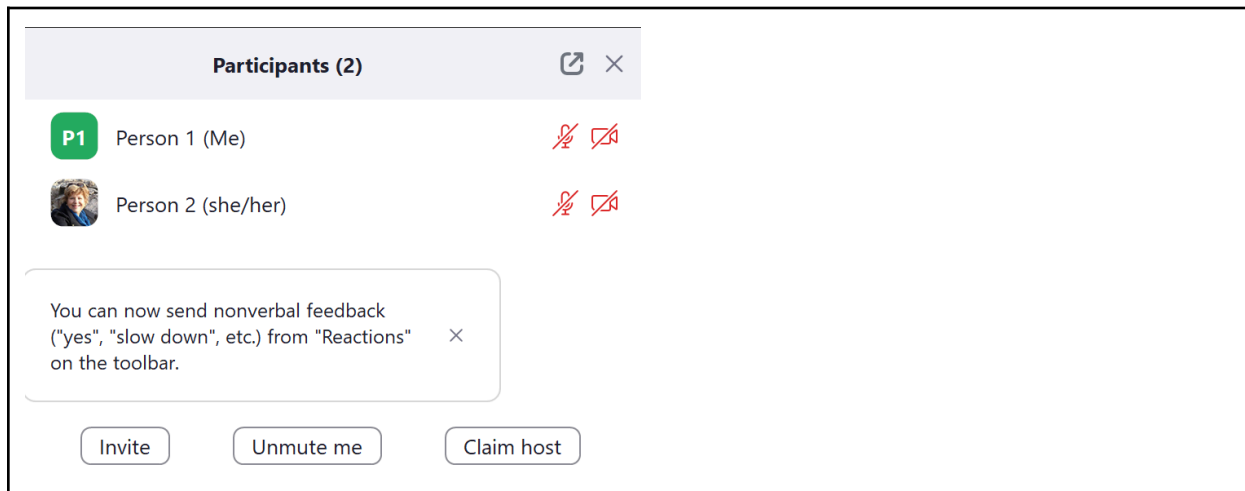 Participants (2)
P1 Person 1 (Me)
Person 2 (she/her)
You can now send nonverbal feedback
("yes", "slow down", etc.) from "Reactions"
on the toolbar.
Invite Unmute me Claim host